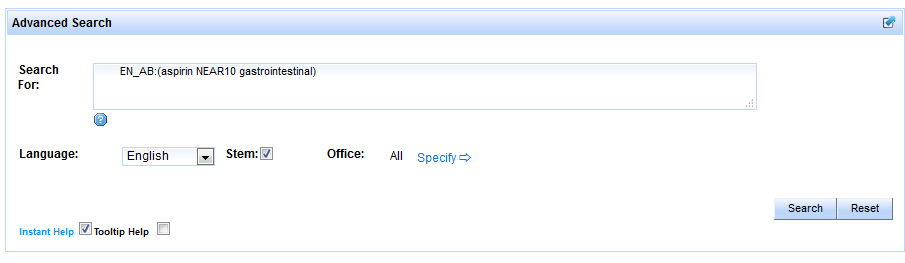 Advanced Search
Search For:
EN_AB:(aspirin NEAR10 gastrointestinal)
Language: English Stem: Office: All Specify
Search Reset
Instant Help Tooltip Help